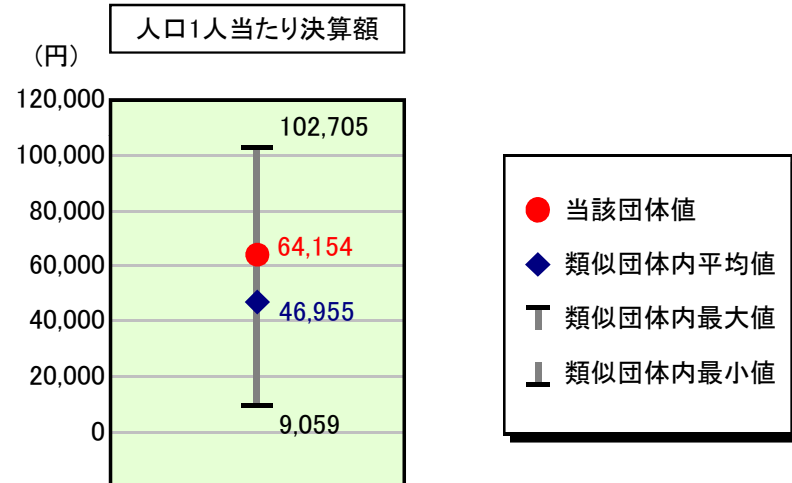 人口1人当たり決算額
（円）
120,000
100,000
80,000
60,000
40,000
20,000
0
102,705
64,154
46,955
9,059
当該団体値
類似団体内平均値
類似団体内最大値
類似団体内最小値